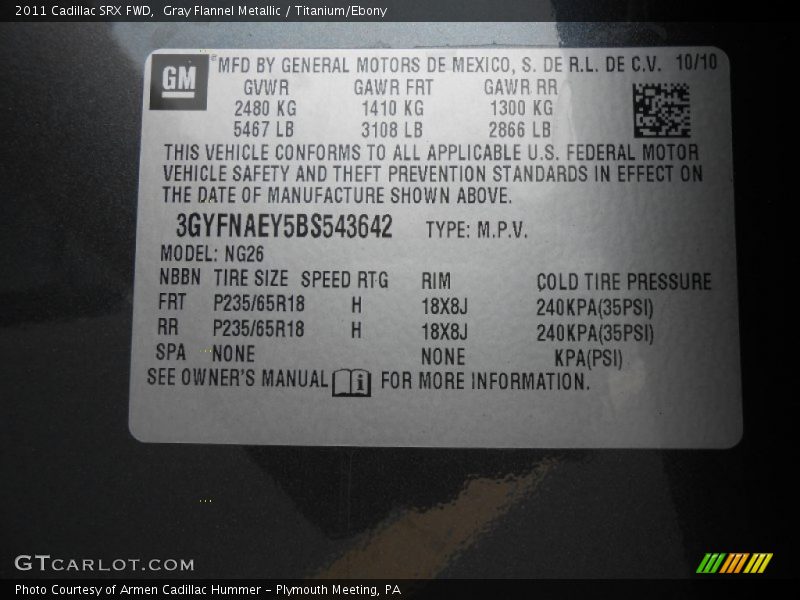 2011 Cadillac SRX FWD,  Gray Flannel Metallic / Titanium/Ebony
GM
® MFD BY GENERAL MOTORS DE MEXICO, S. DE R.L. DE C.V. 10/10
GVWR GAWR FRT GAWR RR
2480 KG 1410 KG 1300 KG
5467 LB 3108 LB 2866 LB
THIS VEHICLE CONFORMS TO ALL APPLICABLE U.S. FEDERAL MOTOR
VEHICLE SAFETY AND THEFT PREVENTION STANDARDS IN EFFECT ON
THE DATE OF MANUFACTURE SHOWN ABOVE.
3GYFNAEY5BS543642 TYPE: M.P.V.
MODEL: NG26
NBBN TIRE SIZE SPEED RTG RIM COLD TIRE PRESSURE
FRT P235/65R18 H 18X8J 240KPA(35PSI)
RR P235/65R18 H 18X8J 240KPA(35PSI)
SPA NONE NONE KPA(PSI)
SEE OWNER'S MANUAL i FOR MORE INFORMATION.
GTCARLOT.COM
Photo Courtesy of Armen Cadillac Hummer - Plymouth Meeting, PA